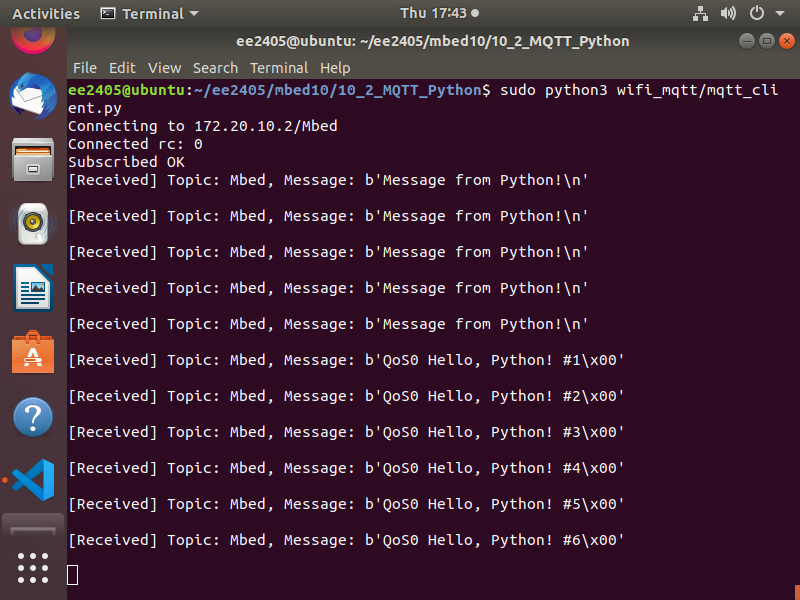 Activities Terminal Thu 17:43
ee2405@ubuntu: ~/ee2405/mbed10/10_2_MQTT_Python
File Edit View Search Terminal Help
ee2405@ubuntu:~/ee2405/mbed10/10_2_MQTT_Python$ sudo python3 wifi_mqtt/mqtt_cli
ent.py
Connecting to 172.20.10.2/Mbed
Connected rc: 0
Subscribed OK
[Received] Topic: Mbed, Message: b'Message from Python!\n'
[Received] Topic: Mbed, Message: b'Message from Python!\n'
[Received] Topic: Mbed, Message: b'Message from Python!\n'
[Received] Topic: Mbed, Message: b'Message from Python!\n'
[Received] Topic: Mbed, Message: b'Message from Python!\n'
[Received] Topic: Mbed, Message: b'QoS0 Hello, Python! #1\x00'
[Received] Topic: Mbed, Message: b'QoS0 Hello, Python! #2\x00'
[Received] Topic: Mbed, Message: b'QoS0 Hello, Python! #3\x00'
[Received] Topic: Mbed, Message: b'QoS0 Hello, Python! #4\x00'
[Received] Topic: Mbed, Message: b'QoS0 Hello, Python! #5\x00'
[Received] Topic: Mbed, Message: b'QoS0 Hello, Python! #6\x00'